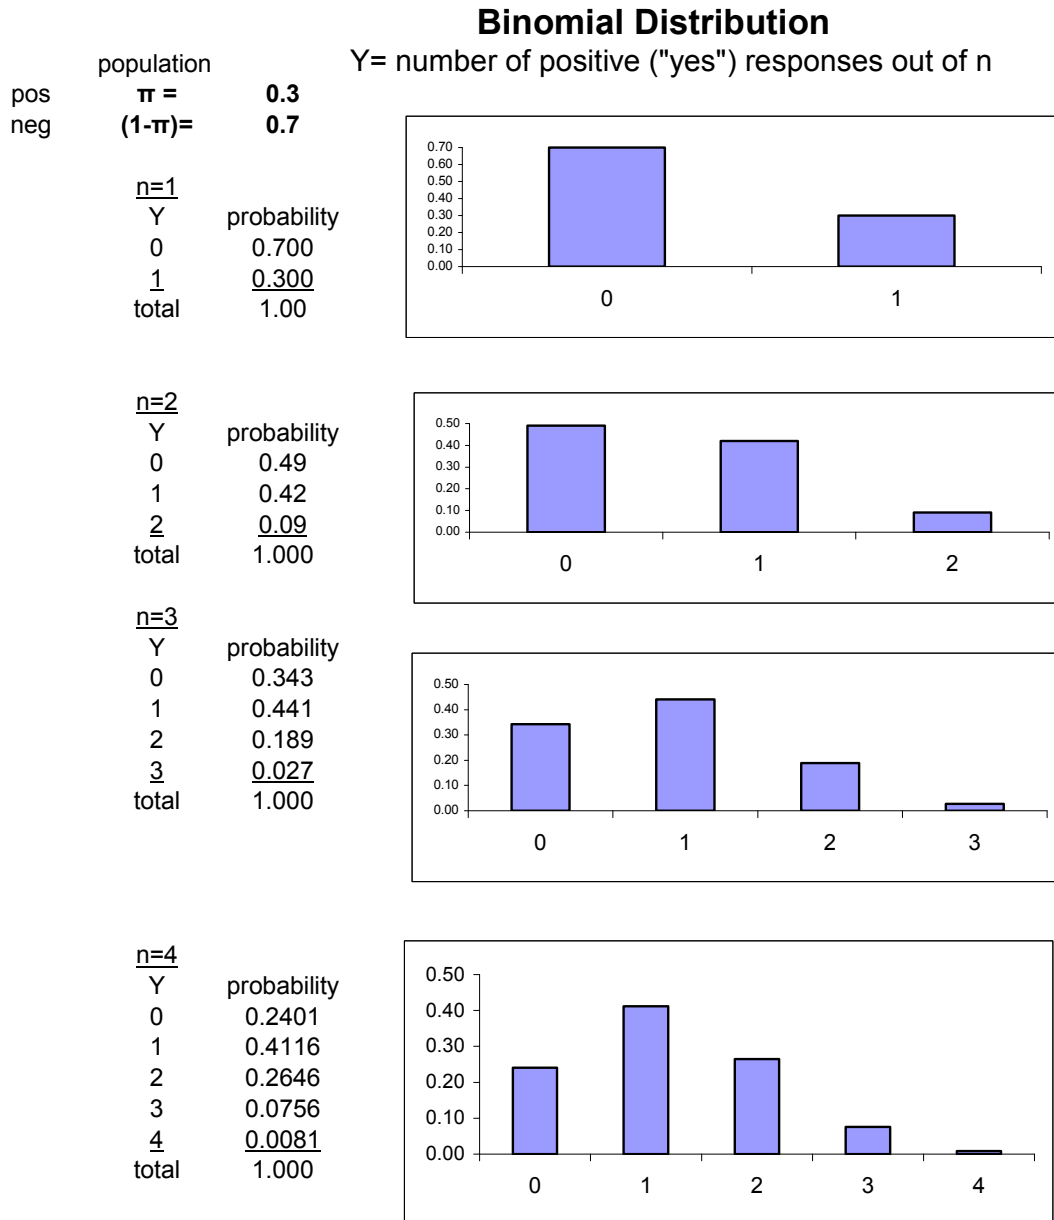 Binomial Distribution
Y= number of positive ("yes") responses out of n
population
pos π = 0.3
neg (1-π)= 0.7
n=1
Y probability
0 0.700
1 0.300
total 1.00
0.70
0.60
0.50
0.40
0.30
0.20
0.10
0.00
0 1
n=2
Y probability
0 0.49
1 0.42
2 0.09
total 1.000
0.50
0.40
0.30
0.20
0.10
0.00
0 1 2
n=3
Y probability
0 0.343
1 0.441
2 0.189
3 0.027
total 1.000
0.50
0.40
0.30
0.20
0.10
0.00
0 1 2 3
n=4
Y probability
0 0.2401
1 0.4116
2 0.2646
3 0.0756
4 0.0081
total 1.000
0.50
0.40
0.30
0.20
0.10
0.00
0 1 2 3 4